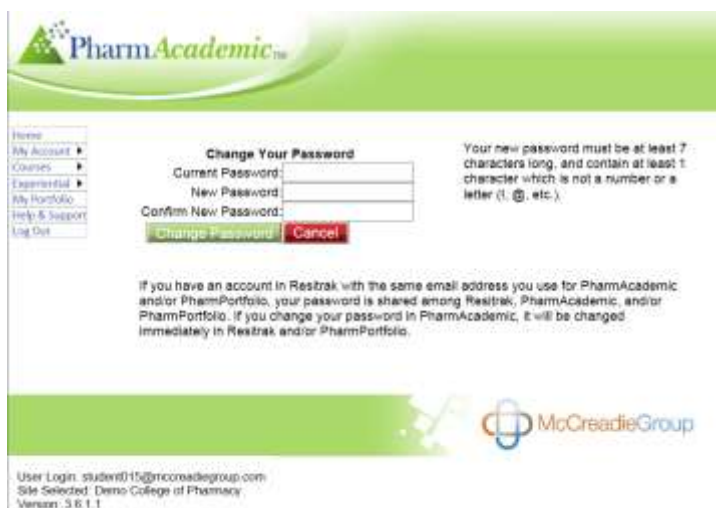 PharmAcademic™
Home
My Account
Courses
Experiential
My Portfolio
Help & Support
Log Out
Change Your Password
Current Password:
New Password:
Confirm New Password:
Change Password Cancel
Your new password must be at least 7
characters long, and contain at least 1
character which is not a number or a
letter (!, @, etc.).
If you have an account in Resitrak with the same email address you use for PharmAcademic
and/or PharmPortfolio, your password is shared among Resitrak, PharmAcademic, and/or
PharmPortfolio. If you change your password in PharmAcademic, it will be changed
immediately in Resitrak and/or PharmPortfolio.
McCreadieGroup
User Login: student015@mccreadiegroup.com
Site Selected: Demo College of Pharmacy
Version: 3.6.1.1